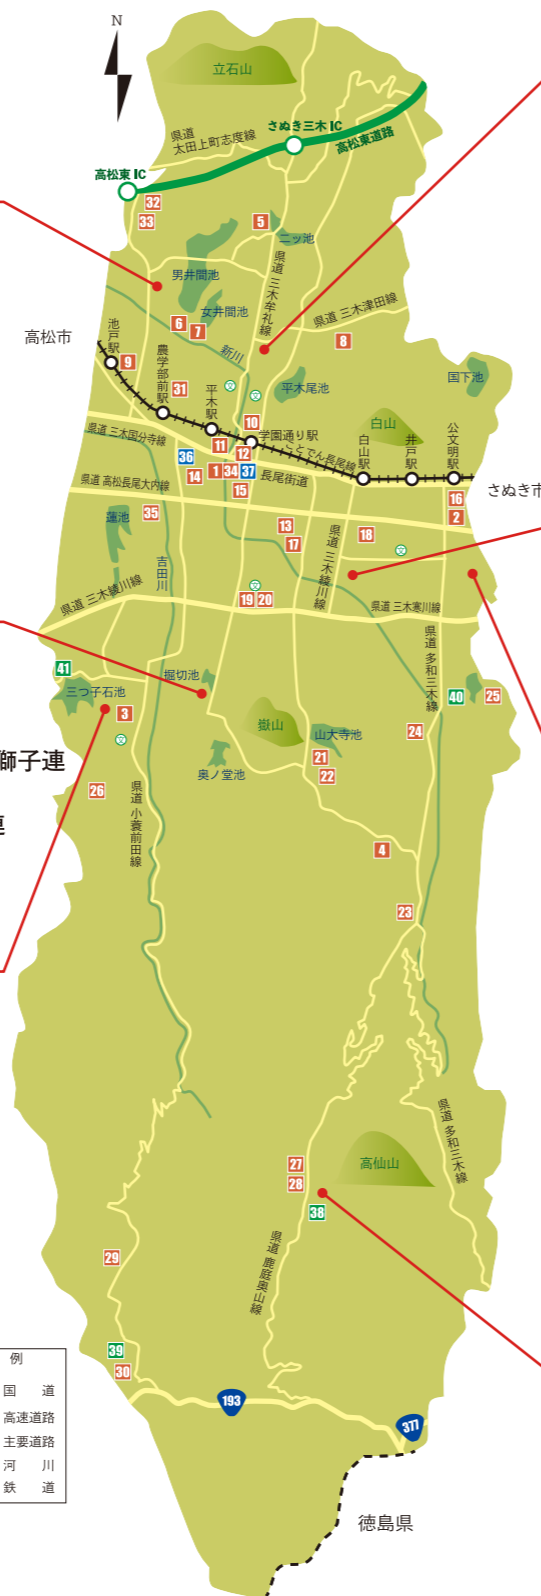 N
立石山
さぬき三木 IC
県道
太田上町志度線
高松東道路
高松東 IC
32
33
5
二ッ池
県道 三木牟礼線
男井間池
女井間池
県道 三木津田線
6
7
8
高松市
池戸駅
9
農学部前駅
新川
31
平木駅
平木尾池
国下池
白山
10
学園通り駅
ことでん長尾線
11
12
白山駅
井戸駅
公文明駅
県道 三木国分寺線
36
14
1
34
37
長尾街道
15
県道 高松長尾大内線
さぬき市
16
2
蓮池
35
13
17
18
県道 三木綾川線
吉田川
県道 三木綾川線
19
20
県道 三木寒川線
県道 多和三木線
41
三つ子石池
3
掘切池
嶽山
山大寺池
40
25
24
獅子連
奥ノ堂池
21
22
26
県道 小蓑前田線
4
23
県道 多和三木線
27
28
高仙山
38
県道 鹿庭奥山線
29
39
30
例
国　道
高速道路
主要道路
河　川
鉄　道
193
377
徳島県